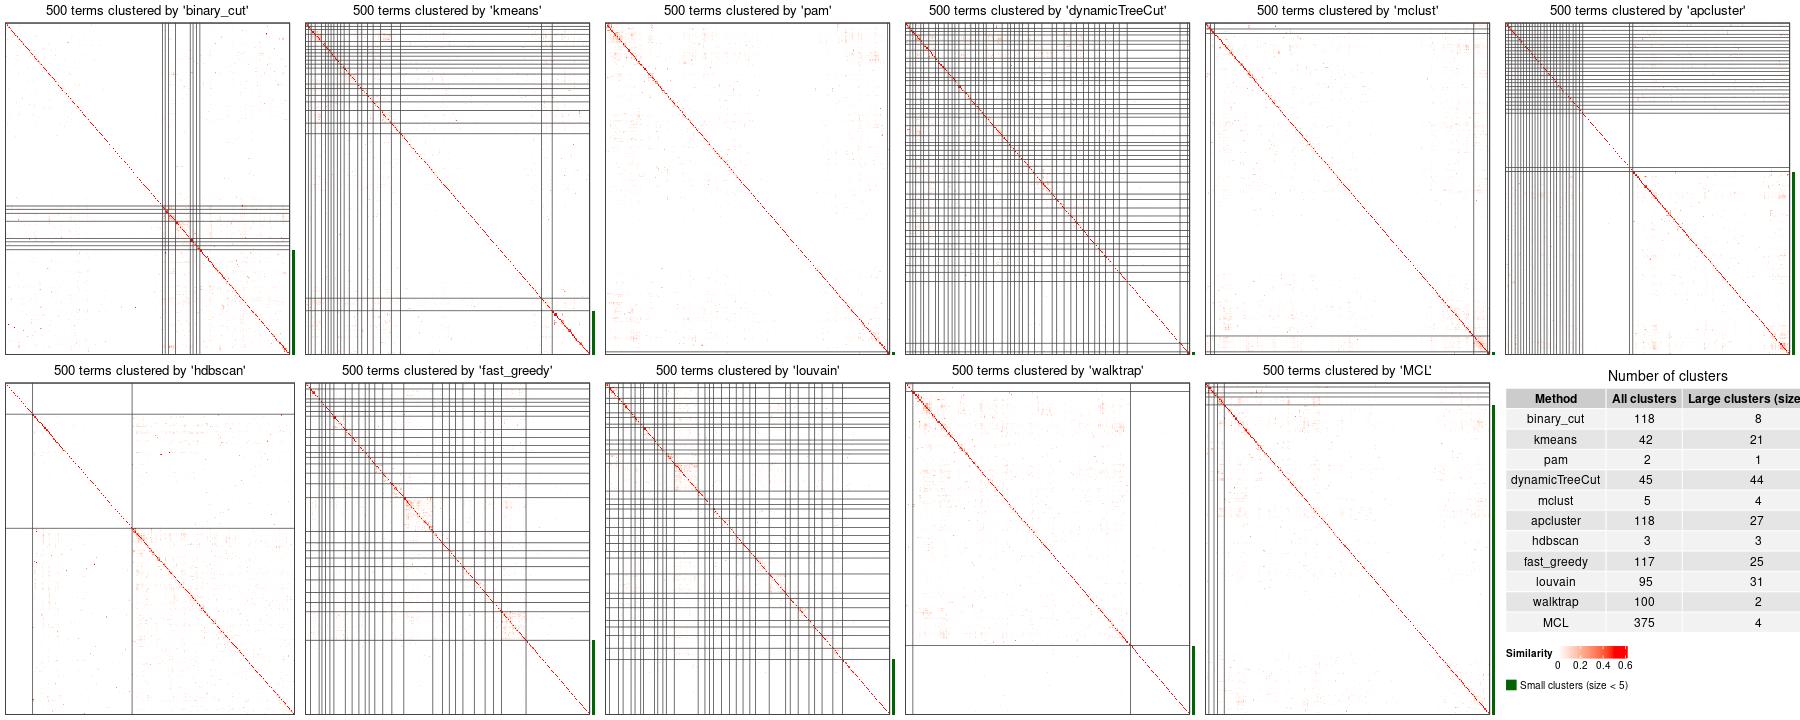 500 terms clustered by 'binary_cut'
500 terms clustered by 'kmeans'
500 terms clustered by 'pam'
500 terms clustered by 'dynamicTreeCut'
500 terms clustered by 'mclust'
500 terms clustered by 'apcluster'
500 terms clustered by 'hdbscan'
500 terms clustered by 'fast_greedy'
500 terms clustered by 'louvain'
500 terms clustered by 'walktrap'
500 terms clustered by 'MCL'
Number of clusters
Method All clusters Large clusters (size
binary_cut 118 8
kmeans 42 21
pam 2 1
dynamicTreeCut 45 44
mclust 5 4
apcluster 118 27
hdbscan 3 3
fast_greedy 117 25
louvain 95 31
walktrap 100 2
MCL 375 4
Similarity
0 0.2 0.4 0.6
Small clusters (size < 5)